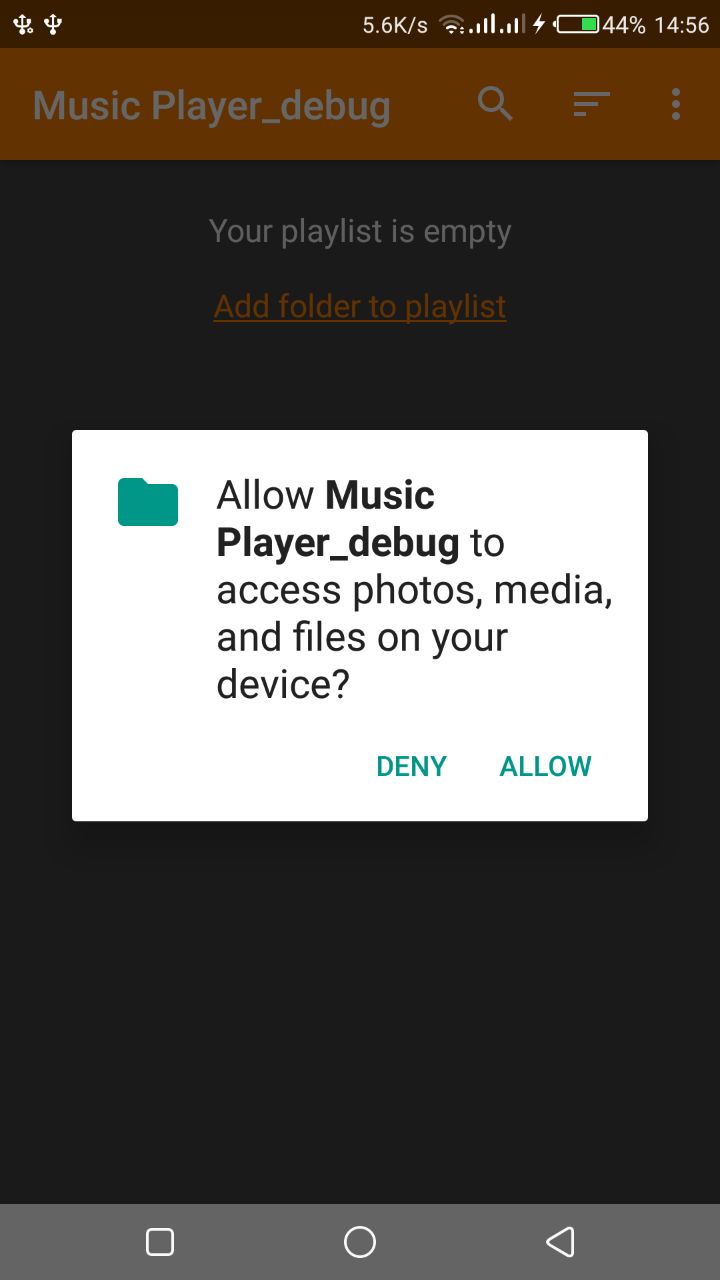 5.6K/s 44% 14:56
Music Player_debug
Your playlist is empty
Add folder to playlist
Allow Music
Player_debug to
access photos, media,
and files on your
device?
DENY ALLOW